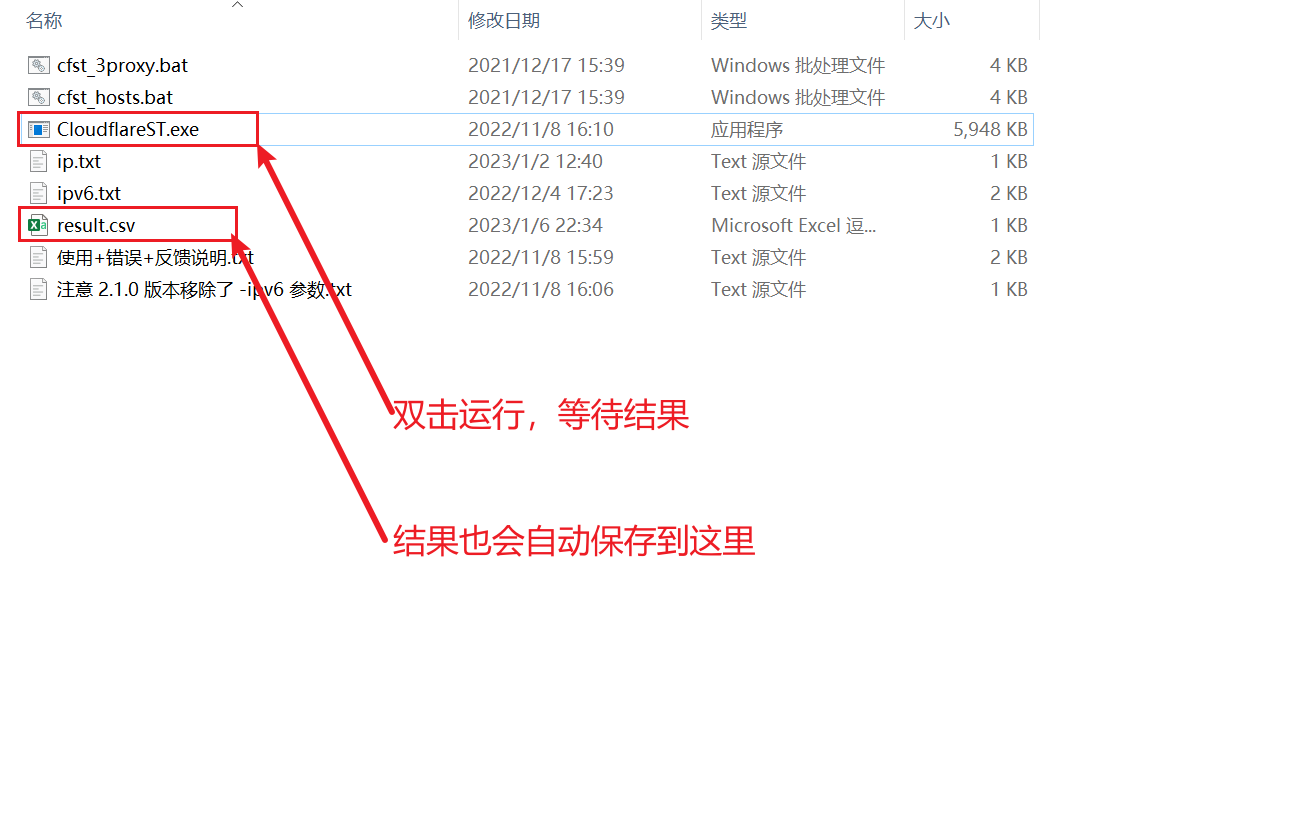 名称 修改日期 类型 大小
cfst_3proxy.bat 2021/12/17 15:39 Windows 批处理文件 4 KB
cfst_hosts.bat 2021/12/17 15:39 Windows 批处理文件 4 KB
CloudflareST.exe 2022/11/8 16:10 应用程序 5,948 KB
ip.txt 2023/1/2 12:40 Text 源文件 1 KB
ipv6.txt 2022/12/4 17:23 Text 源文件 2 KB
result.csv 2023/1/6 22:34 Microsoft Excel 逗... 1 KB
使用+错误+反馈说明.txt 2022/11/8 15:59 Text 源文件 2 KB
注意 2.1.0 版本移除了 -ipv6 参数.txt 2022/11/8 16:06 Text 源文件 1 KB
双击运行，等待结果
结果也会自动保存到这里